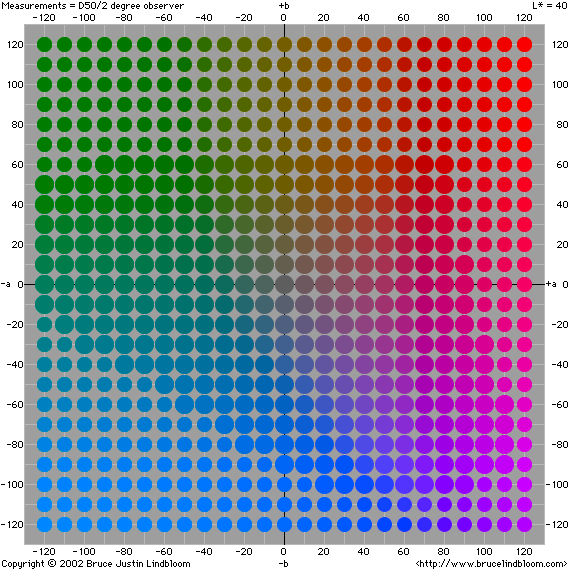 Measurements = D50/2 degree observer +b L* = 40
-120 -100 -80 -60 -40 -20 0 20 40 60 80 100 120
120 120
100 100
80 80
60 60
40 40
20 20
-a 0 0 +a
-20 -20
-40 -40
-60 -60
-80 -80
-100 -100
-120 -120
-120 -100 -80 -60 -40 -20 0 20 40 60 80 100 120
Copyright © 2002 Bruce Justin Lindbloom -b <http://www.brucelindbloom.com>